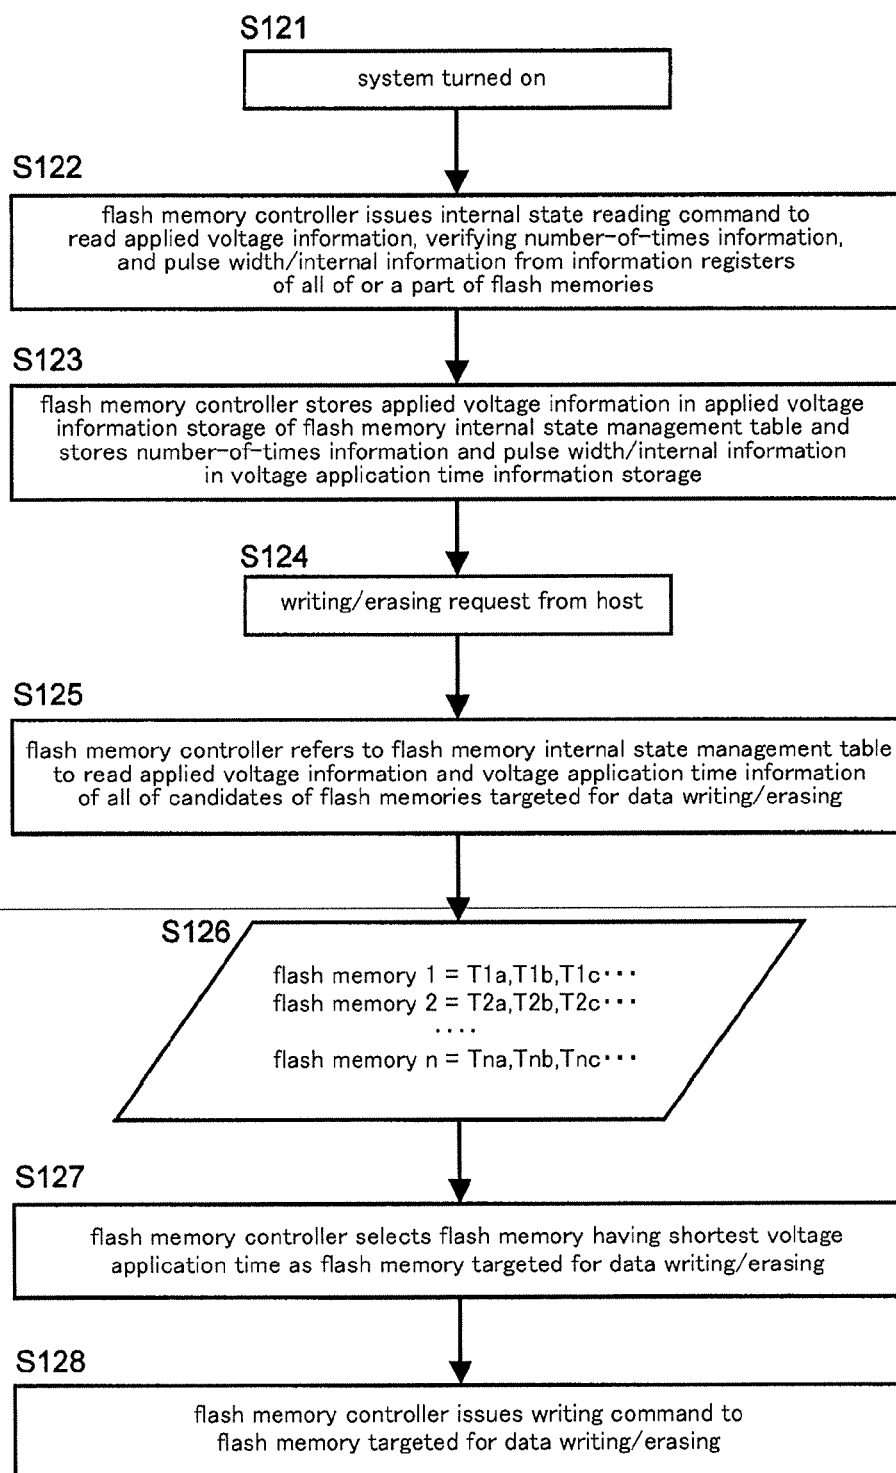 S121
system turned on
S122
flash memory controller issues internal state reading command to
read applied voltage information, verifying number-of-times information,
and pulse width/internal information from information registers
of all of or a part of flash memories
S123
flash memory controller stores applied voltage information in applied voltage
information storage of flash memory internal state management table and
stores number-of-times information and pulse width/internal information
in voltage application time information storage
S124
writing/erasing request from host
S125
flash memory controller refers to flash memory internal state management table
to read applied voltage information and voltage application time information
of all of candidates of flash memories targeted for data writing/erasing
S126
flash memory 1 = T1a,T1b,T1c･･･
flash memory 2 = T2a,T2b,T2c･･･
････
flash memory n = Tna,Tnb,Tnc･･･
S127
flash memory controller selects flash memory having shortest voltage
application time as flash memory targeted for data writing/erasing
S128
flash memory controller issues writing command to
flash memory targeted for data writing/erasing